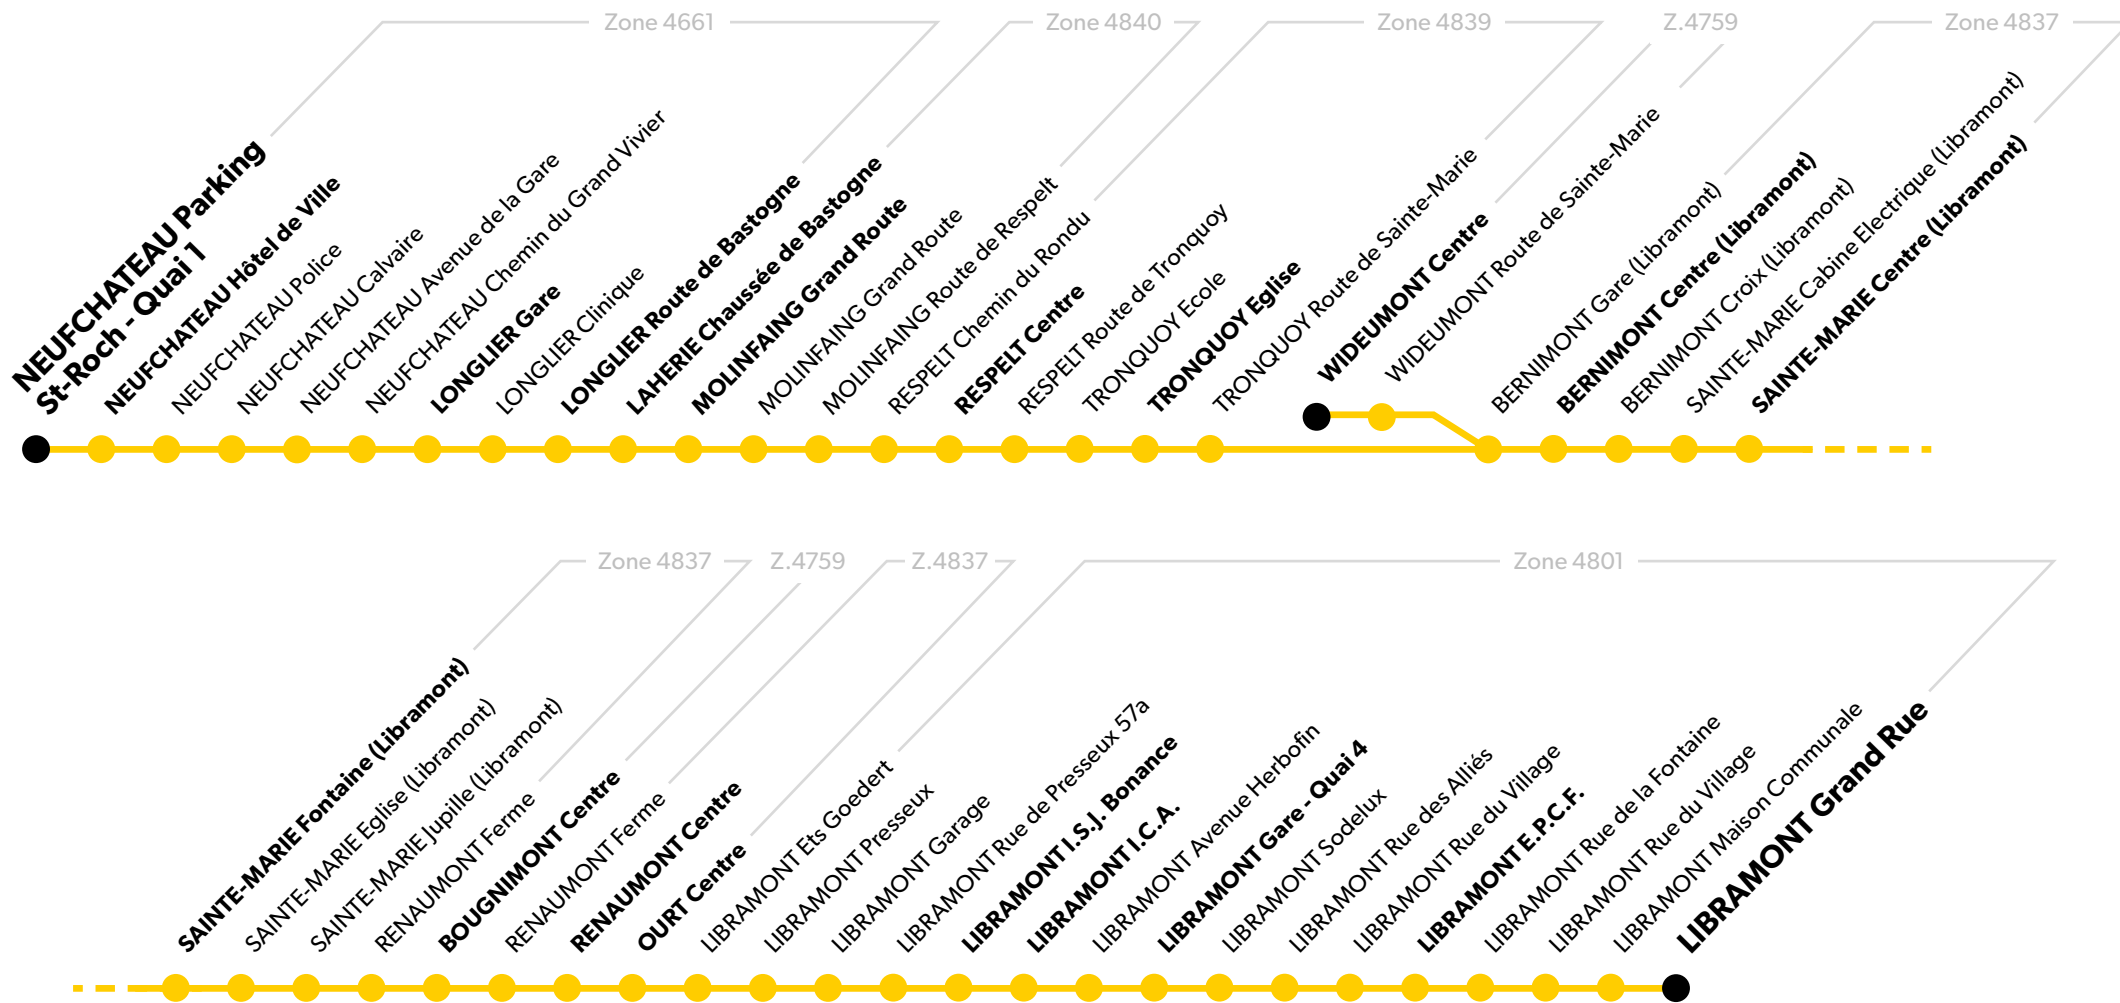 Zone 4661
Zone 4840
Zone 4839
Z.4759
Zone 4837
NEUFCHATEAU Parking
St-Roch - Quai 1
NEUFCHATEAU Hôtel de Ville
NEUFCHATEAU Police
NEUFCHATEAU Calvaire
NEUFCHATEAU Avenue de la Gare
NEUFCHATEAU Chemin du Grand Vivier
LONGLIER Gare
LONGLIER Clinique
LONGLIER Route de Bastogne
LAHERIE Chaussée de Bastogne
MOLINFAING Grand Route
MOLINFAING Grand Route
MOLINFAING Route de Respelt
RESPELT Chemin du Rondu
RESPELT Centre
RESPELT Route de Tronquoy
TRONQUOY Ecole
TRONQUOY Eglise
TRONQUOY Route de Sainte-Marie
WIDEUMONT Centre
WIDEUMONT Route de Sainte-Marie
BERNIMONT Gare (Libramont)
BERNIMONT Centre (Libramont)
BERNIMONT Croix (Libramont)
SAINTE-MARIE Cabine Electrique (Libramont)
SAINTE-MARIE Centre (Libramont)
Zone 4837
Z.4759
Z.4837
Zone 4801
SAINTE-MARIE Fontaine (Libramont)
SAINTE-MARIE Eglise (Libramont)
SAINTE-MARIE Jupille (Libramont)
RENAUMONT Ferme
BOUGNIMONT Centre
RENAUMONT Ferme
RENAUMONT Centre
OURT Centre
LIBRAMONT Ets Goedert
LIBRAMONT Presseux
LIBRAMONT Garage
LIBRAMONT Rue de Presseux 57a
LIBRAMONT I.S.J. Bonance
LIBRAMONT I.C.A.
LIBRAMONT Avenue Herbofin
LIBRAMONT Gare - Quai 4
LIBRAMONT Sodelux
LIBRAMONT Rue des Alliés
LIBRAMONT Rue du Village
LIBRAMONT E.P.C.F.
LIBRAMONT Rue de la Fontaine
LIBRAMONT Rue du Village
LIBRAMONT Maison Communale
LIBRAMONT Grand Rue